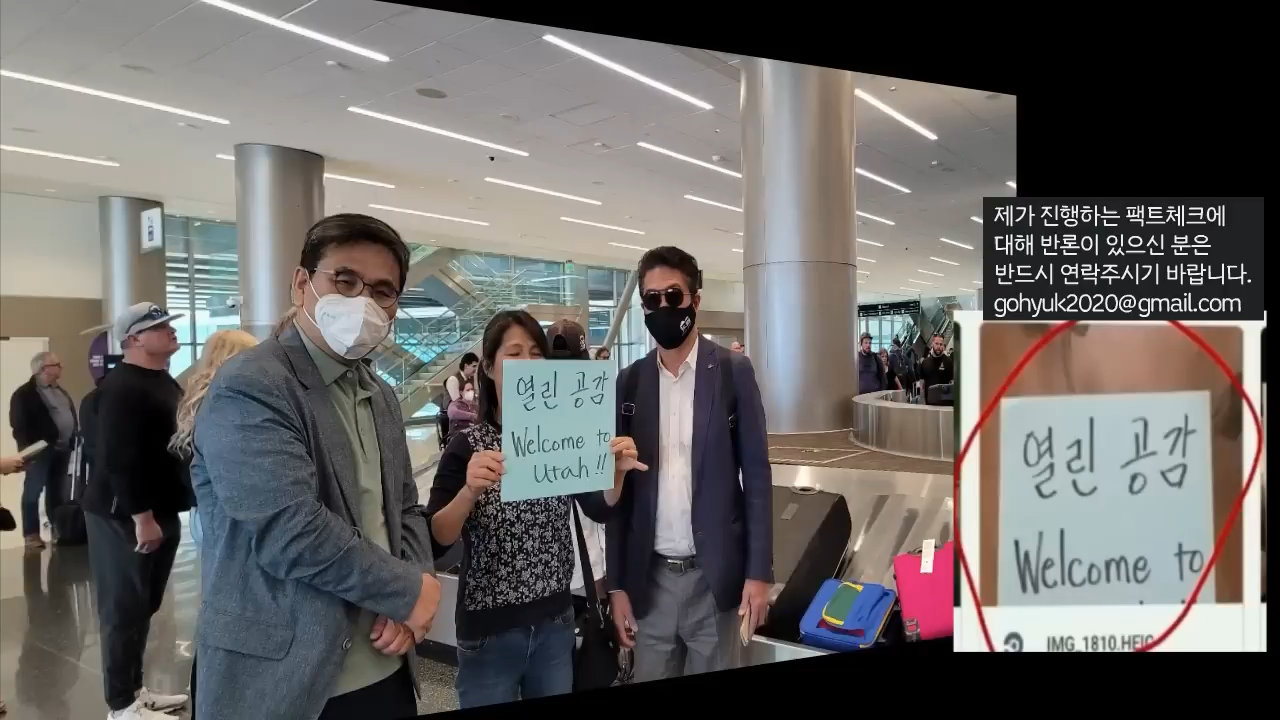 열린 공감
Welcome to
Utah!!
제가 진행하는 팩트체크에
대해 반론이 있으신 분은
반드시 연락주시기 바랍니다.
gohyuk2020@gmail.com
열린 공감
Welcome to
IMG_1810.HEIC